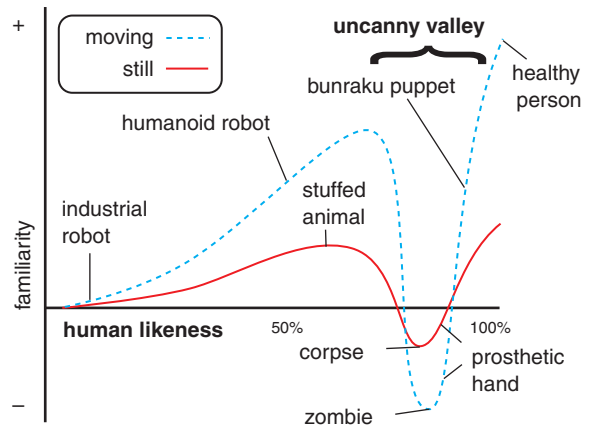 +
moving
still
uncanny valley
bunraku puppet
healthy
person
humanoid robot
stuffed
animal
industrial
robot
familiarity
human likeness
50%
100%
corpse
prosthetic
hand
zombie
–